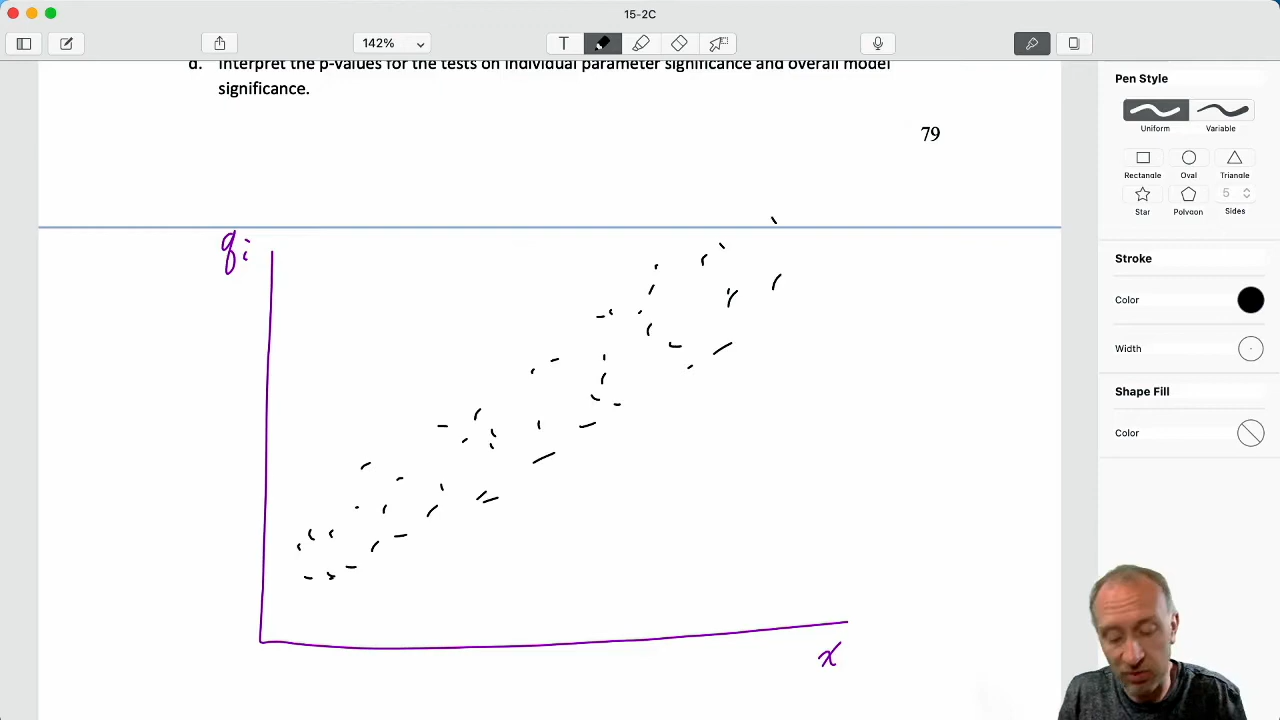 15-2C
142%
T
d. Interpret the p-values for the tests on individual parameter significance and overall model
significance.
79
qi
x
Pen Style
Uniform Variable
Rectangle Oval Triangle
Star Polygon 5 Sides
Stroke
Color
Width
Shape Fill
Color